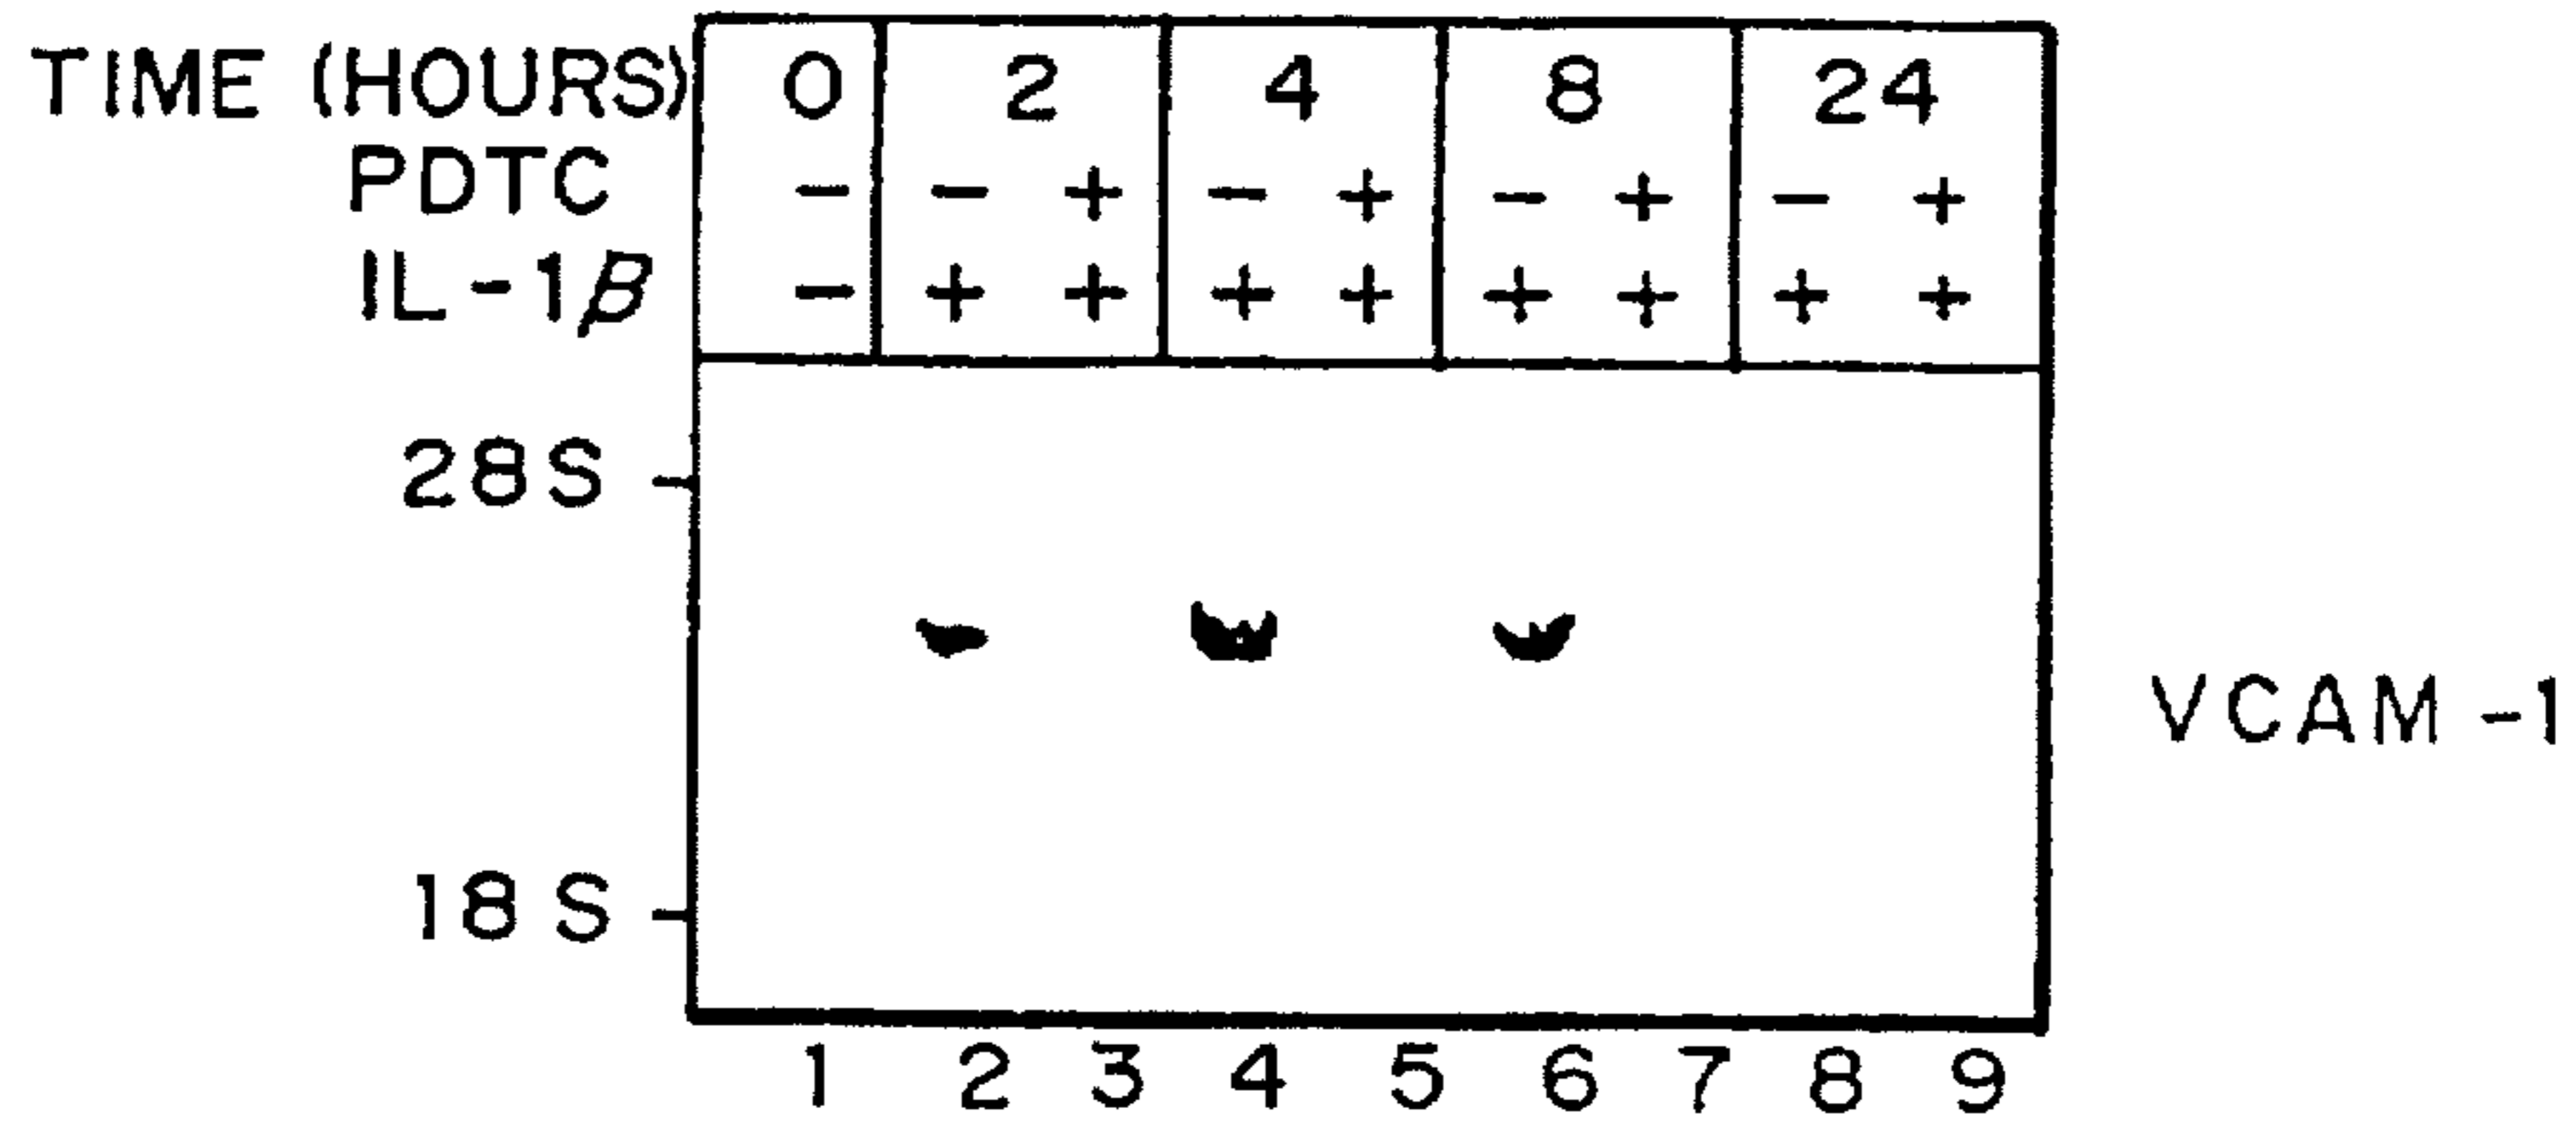 TIME (HOURS) 0 2 4 8 24
PDTC - - + - + - + - +
IL-1β - + + + + + + + +
28S
VCAM-1
18S
1 2 3 4 5 6 7 8 9